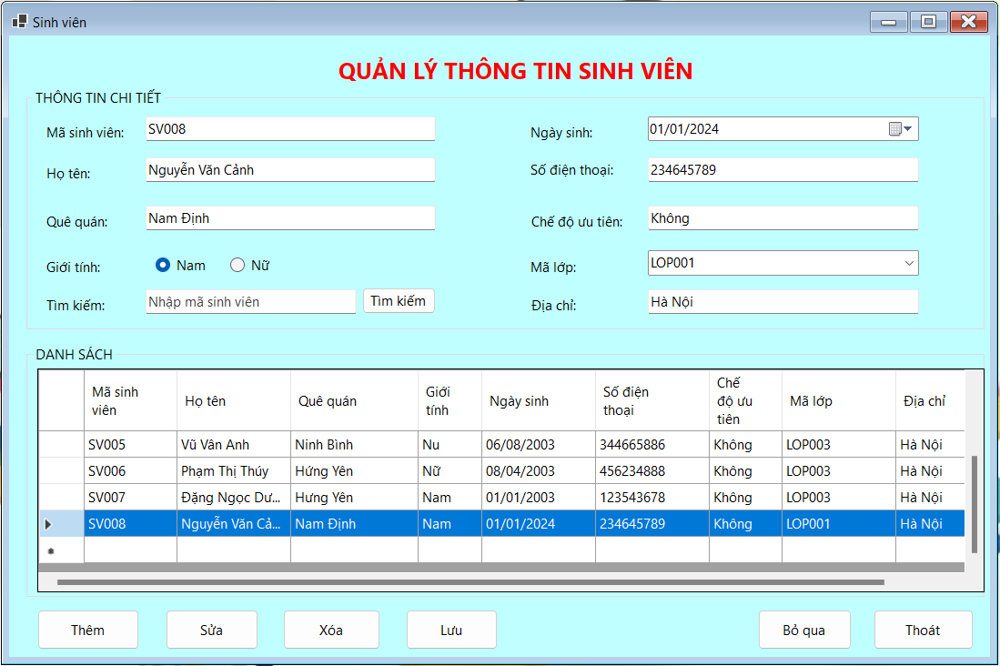 Sinh viên
QUẢN LÝ THÔNG TIN SINH VIÊN
THÔNG TIN CHI TIẾT
Mã sinh viên: SV008 Ngày sinh: 01/01/2024
Họ tên: Nguyễn Văn Cảnh Số điện thoại: 234645789
Quê quán: Nam Định Chế độ ưu tiên: Không
Giới tính: Nam Nữ Mã lớp: LOP001
Tìm kiếm: Nhập mã sinh viên Tìm kiếm Địa chỉ: Hà Nội
DANH SÁCH
Mã sinh viên Họ tên Quê quán Giới tính Ngày sinh Số điện thoại Chế độ ưu tiên Mã lớp Địa chỉ
SV005 Vũ Vân Anh Ninh Bình Nu 06/08/2003 344665886 Không LOP003 Hà Nội
SV006 Phạm Thị Thúy Hứng Yên Nữ 08/04/2003 456234888 Không LOP003 Hà Nội
SV007 Đặng Ngọc Dư... Hưng Yên Nam 01/01/2003 123543678 Không LOP003 Hà Nội
SV008 Nguyễn Văn Cả... Nam Định Nam 01/01/2024 234645789 Không LOP001 Hà Nội
Thêm Sửa Xóa Lưu Bỏ qua Thoát